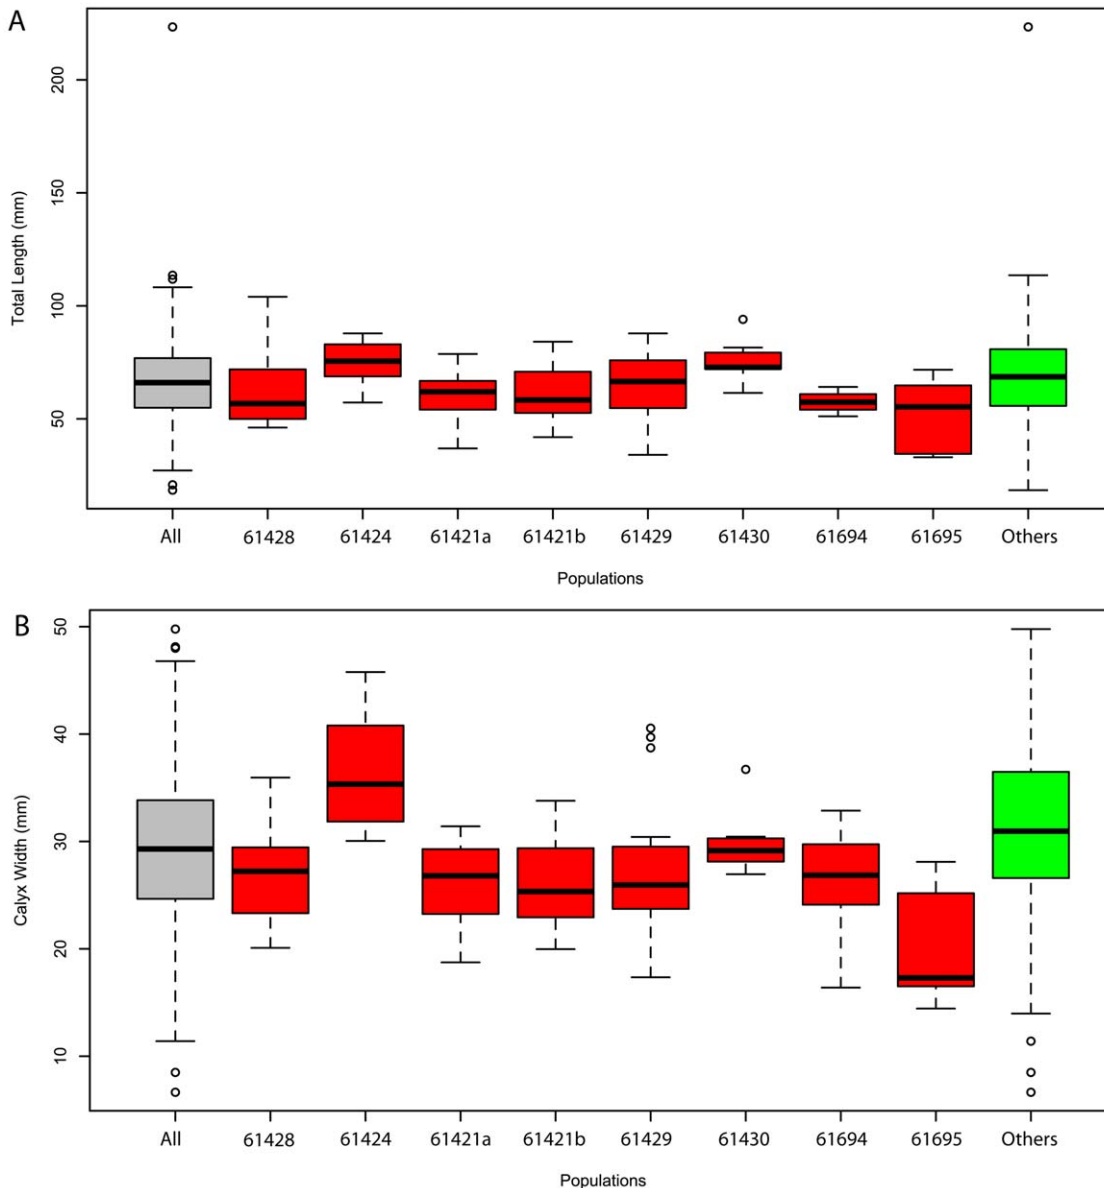 A
200
150
100
50
Total Length (mm)
All 61428 61424 61421a 61421b 61429 61430 61694 61695 Others
Populations
B
50
40
30
20
10
Calyx Width (mm)
All 61428 61424 61421a 61421b 61429 61430 61694 61695 Others
Populations